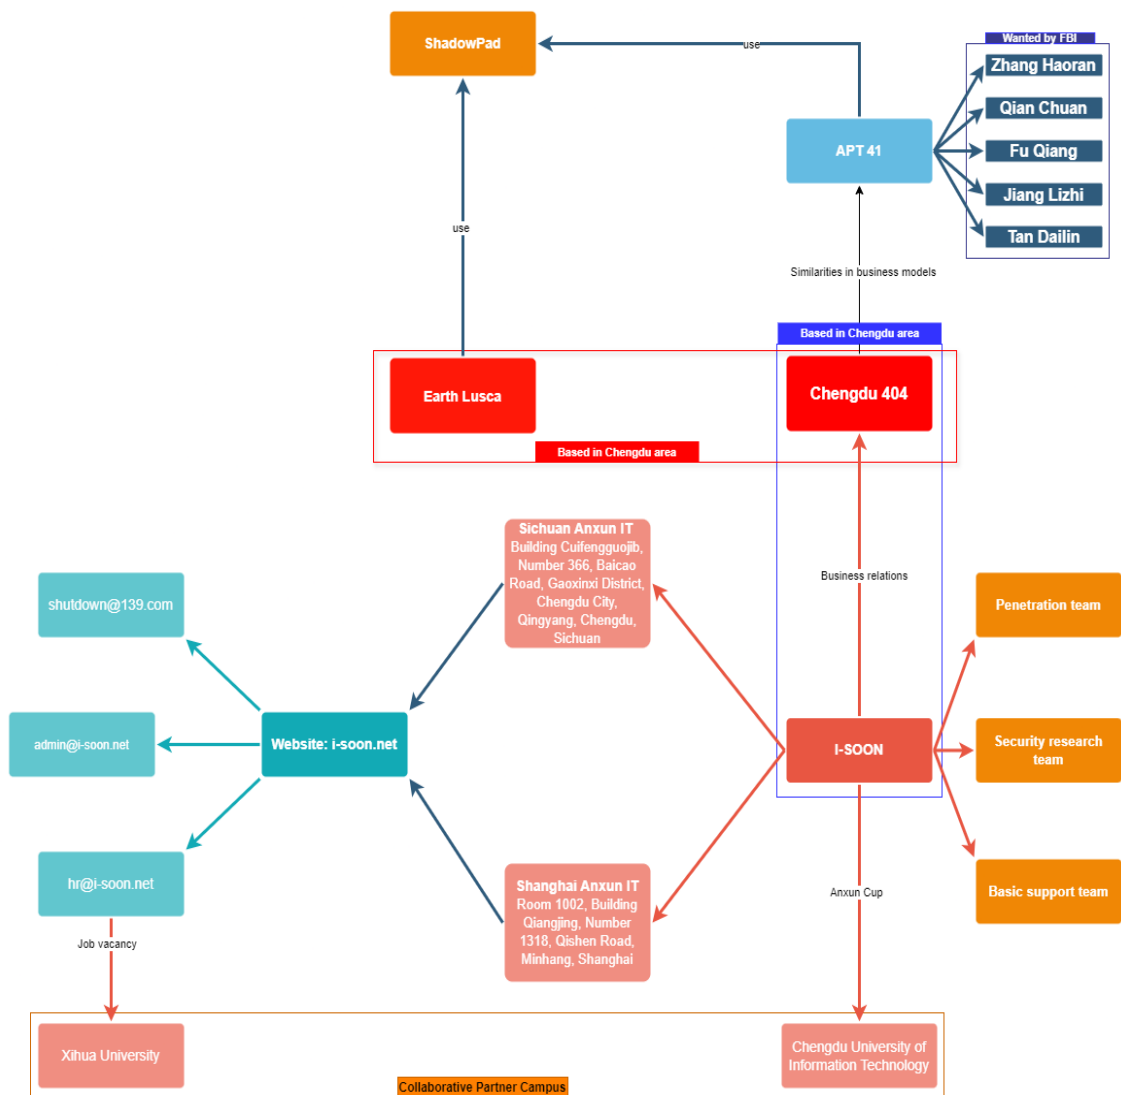 ShadowPad
use
Wanted by FBI
Zhang Haoran
Qian Chuan
APT 41
Fu Qiang
Jiang Lizhi
Tan Dailin
use
Similarities in business models
Based in Chengdu area
Earth Lusca
Chengdu 404
Based in Chengdu area
Sichuan Anxun IT
Building Cuifengguojib,
Number 366, Baicao
Road, Gaoxinxi District,
Chengdu City,
Qingyang, Chengdu,
Sichuan
Business relations
shutdown@139.com
Penetration team
admin@i-soon.net
Website: i-soon.net
I-SOON
Security research
team
hr@i-soon.net
Shanghai Anxun IT
Room 1002, Building
Qiangjing, Number
1318, Qishen Road,
Minhang, Shanghai
Anxun Cup
Basic support team
Job vacancy
Xihua University
Chengdu University of
Information Technology
Collaborative Partner Campus